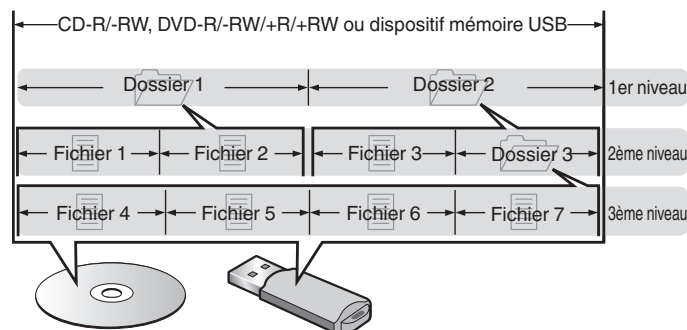 CD-R/-RW, DVD-R/-RW/+R/+RW ou dispositif mémoire USB
Dossier 1 Dossier 2 1er niveau
Fichier 1 Fichier 2 Fichier 3 Dossier 3 2ème niveau
Fichier 4 Fichier 5 Fichier 6 Fichier 7 3ème niveau